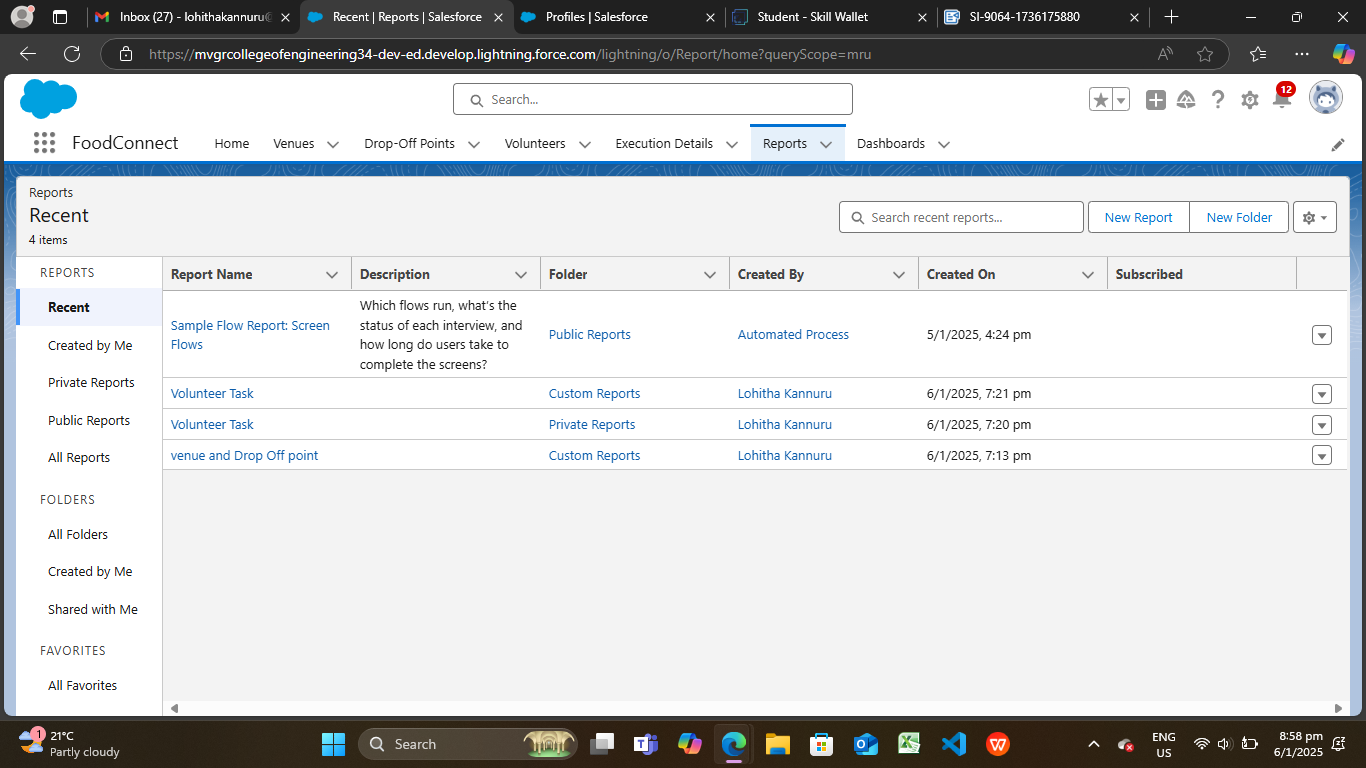 Inbox (27) - lohithakannuru@
Recent | Reports | Salesforce
Profiles | Salesforce
Student - Skill Wallet
SI-9064-1736175880
https://mvgrcollegeofengineering34-dev-ed.develop.lightning.force.com/lightning/o/Report/home?queryScope=mru
Search...
12
FoodConnect
Home
Venues
Drop-Off Points
Volunteers
Execution Details
Reports
Dashboards
Reports
Recent
4 items
Search recent reports...
New Report
New Folder
REPORTS
Recent
Created by Me
Private Reports
Public Reports
All Reports
FOLDERS
All Folders
Created by Me
Shared with Me
FAVORITES
All Favorites
Report Name
Description
Folder
Created By
Created On
Subscribed
Sample Flow Report: Screen
Flows
Which flows run, what's the
status of each interview, and
how long do users take to
complete the screens?
Public Reports
Automated Process
5/1/2025, 4:24 pm
Volunteer Task
Custom Reports
Lohitha Kannuru
6/1/2025, 7:21 pm
Volunteer Task
Private Reports
Lohitha Kannuru
6/1/2025, 7:20 pm
venue and Drop Off point
Custom Reports
Lohitha Kannuru
6/1/2025, 7:13 pm
1
21°C
Partly cloudy
Search
ENG
US
8:58 pm
6/1/2025